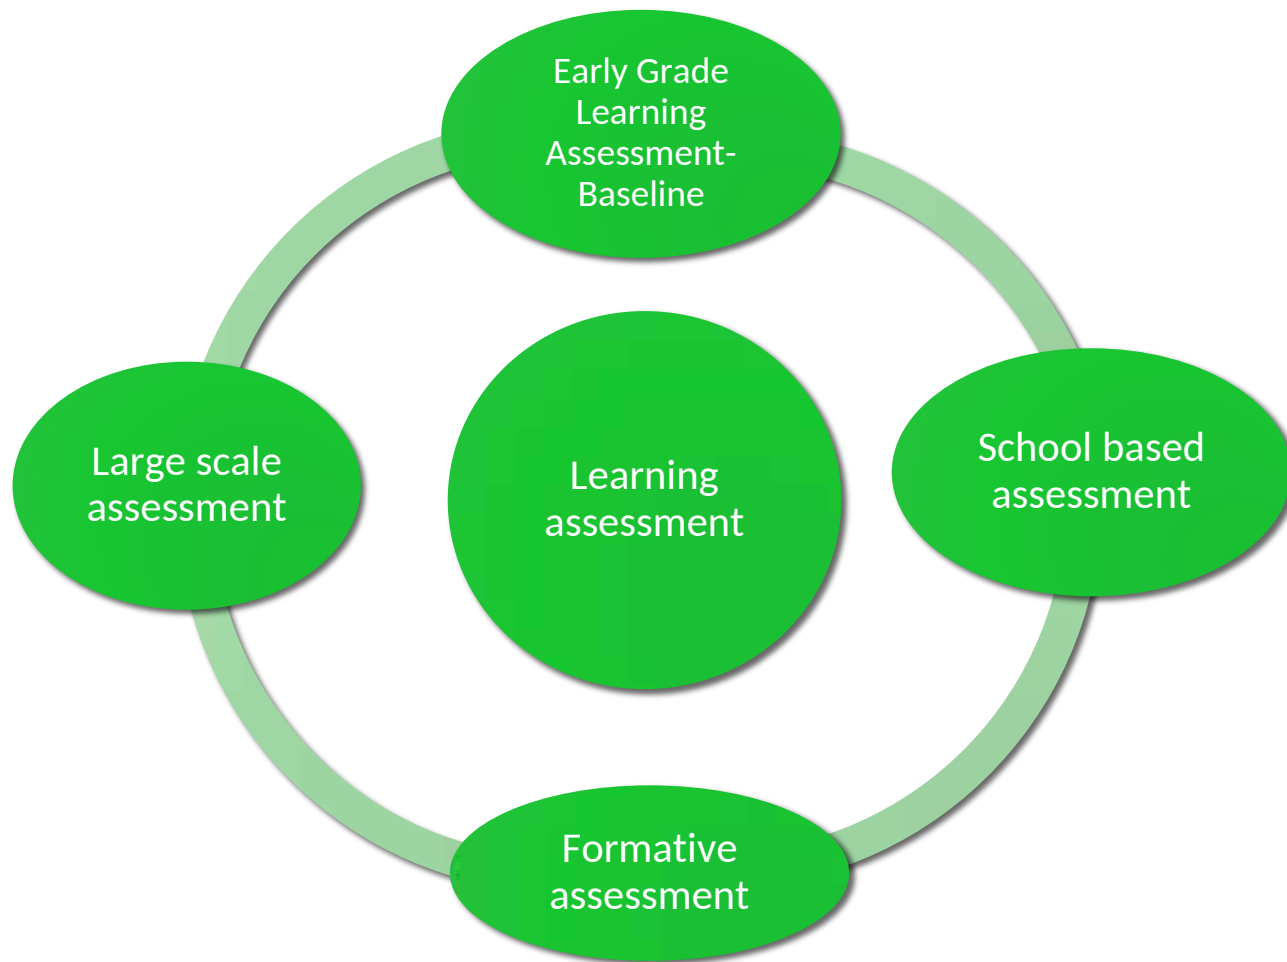 Early Grade
Learning
Assessment-
Baseline
Large scale
assessment
Learning
assessment
School based
assessment
Formative
assessment